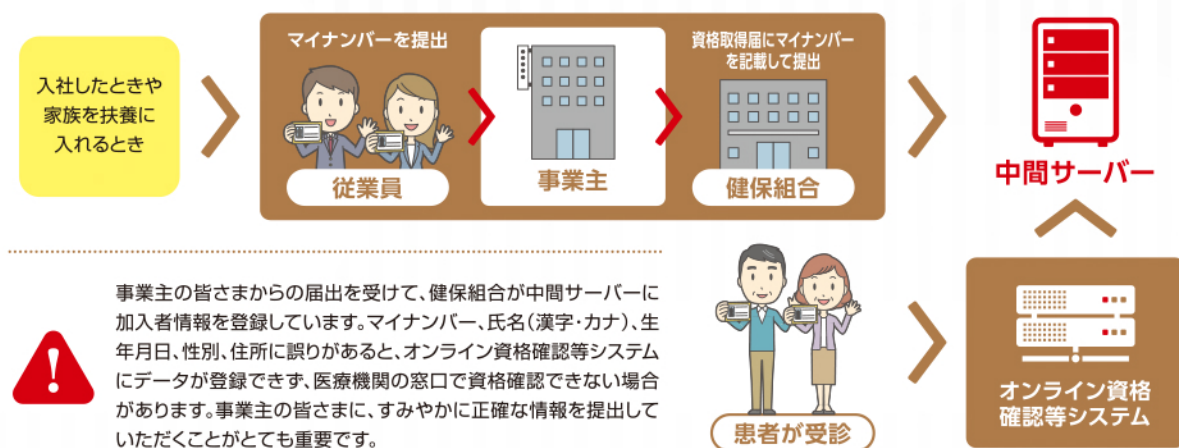 入社したときや
家族を扶養に
入れるとき
マイナンバーを提出
従業員
事業主
資格取得届にマイナンバー
を記載して提出
健保組合
中間サーバー
事業主の皆さまからの届出を受けて、健保組合が中間サーバーに
加入者情報を登録しています。マイナンバー、氏名（漢字・カナ）、生
年月日、性別、住所に誤りがあると、オンライン資格確認等システム
にデータが登録できず、医療機関の窓口で資格確認できない場合
があります。事業主の皆さまに、すみやかに正確な情報を提出して
いただくことがとても重要です。
患者が受診
オンライン資格
確認等システム